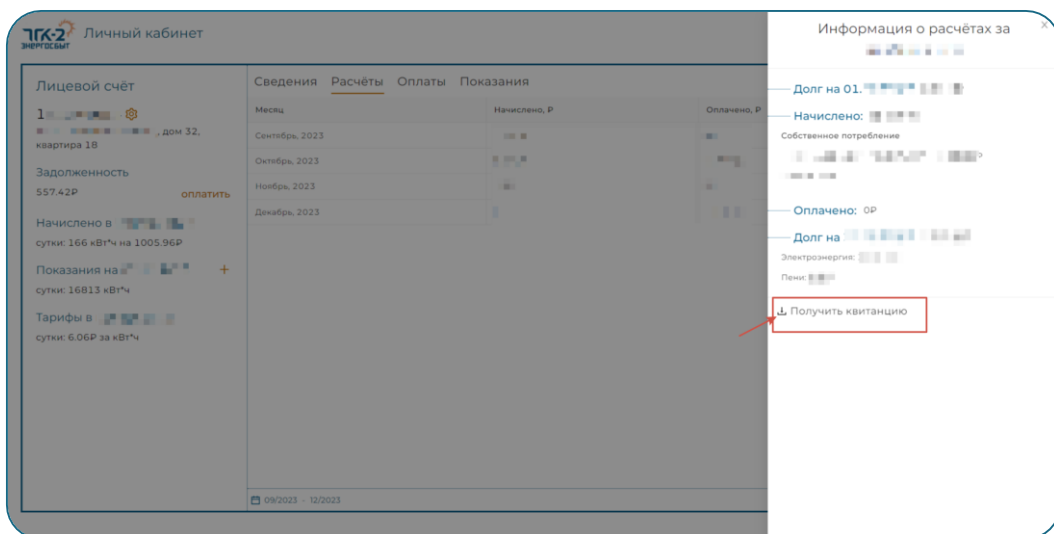 ТГК-2
ЭНЕРГОСБЫТ
Личный кабинет
Лицевой счёт
1
, дом 32,
квартира 18
Задолженность
557.42₽ оплатить
Начислено в
сутки: 166 кВт*ч на 1005.96₽
Показания на +
сутки: 16813 кВт*ч
Тарифы в
сутки: 6.06₽ за кВт*ч
Сведения Расчёты Оплаты Показания
Месяц Начислено, ₽ Оплачено, ₽
Сентябрь, 2023
Октябрь, 2023
Ноябрь, 2023
Декабрь, 2023
09/2023 - 12/2023
X
Информация о расчётах за
Долг на 01.
Начислено:
Собственное потребление
Оплачено: 0₽
Долг на
Электроэнергия:
Пени:
Получить квитанцию